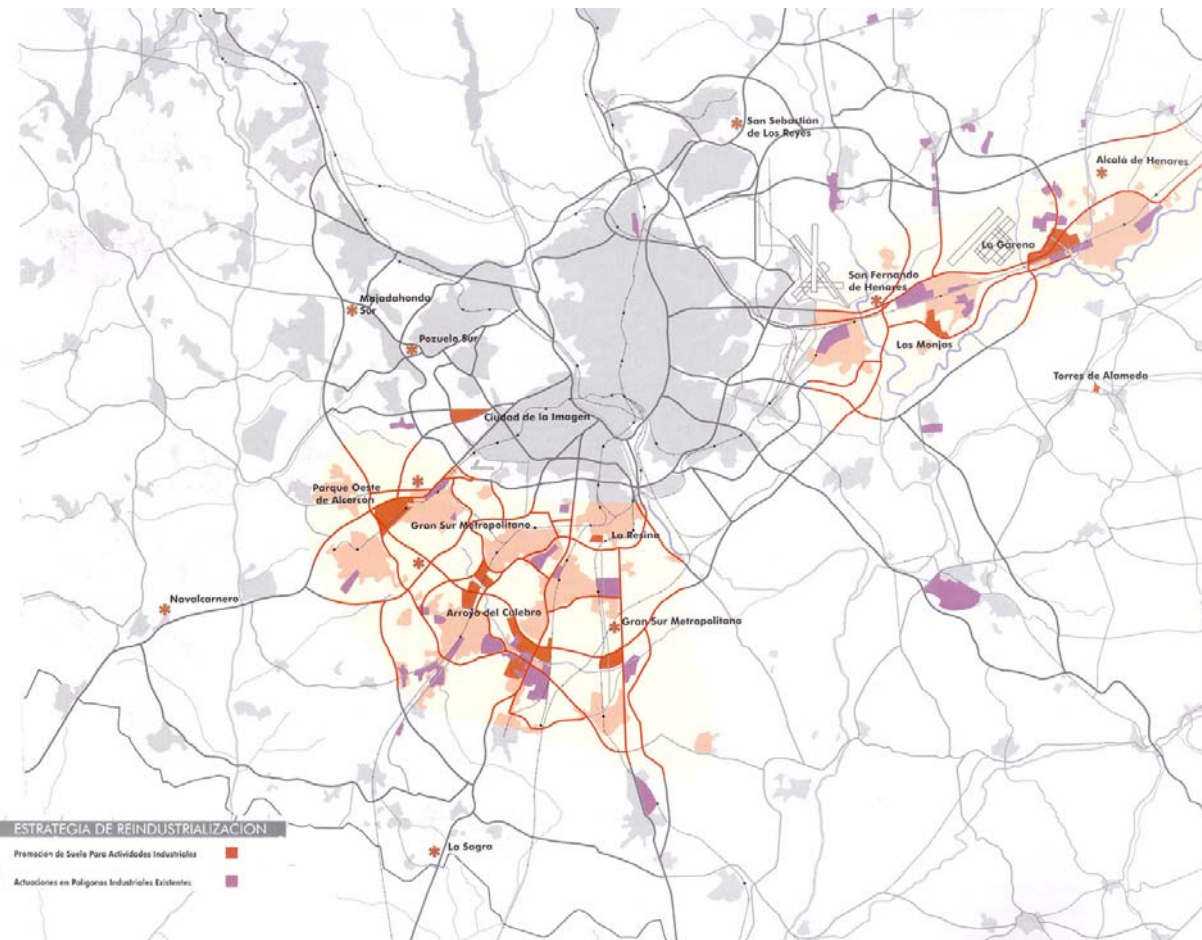 San Sebastián
de Los Reyes
Alcalá de Henares
La Garena
San Fernando
de Henares
Majadahonda
Sur
Pozuelo Sur
Las Monjas
Torres de Alameda
Ciudad de la Imagen
Parque Oeste
de Alcorcón
Gran Sur Metropolitano
La Resina
Navalcarnero
Arroyo del Culebro
Gran Sur Metropolitano
ESTRATEGIA DE REINDUSTRIALIZACION
Promoción de Suelo Para Actividades Industriales
La Sagra
Actuaciones en Polígonos Industriales Existentes